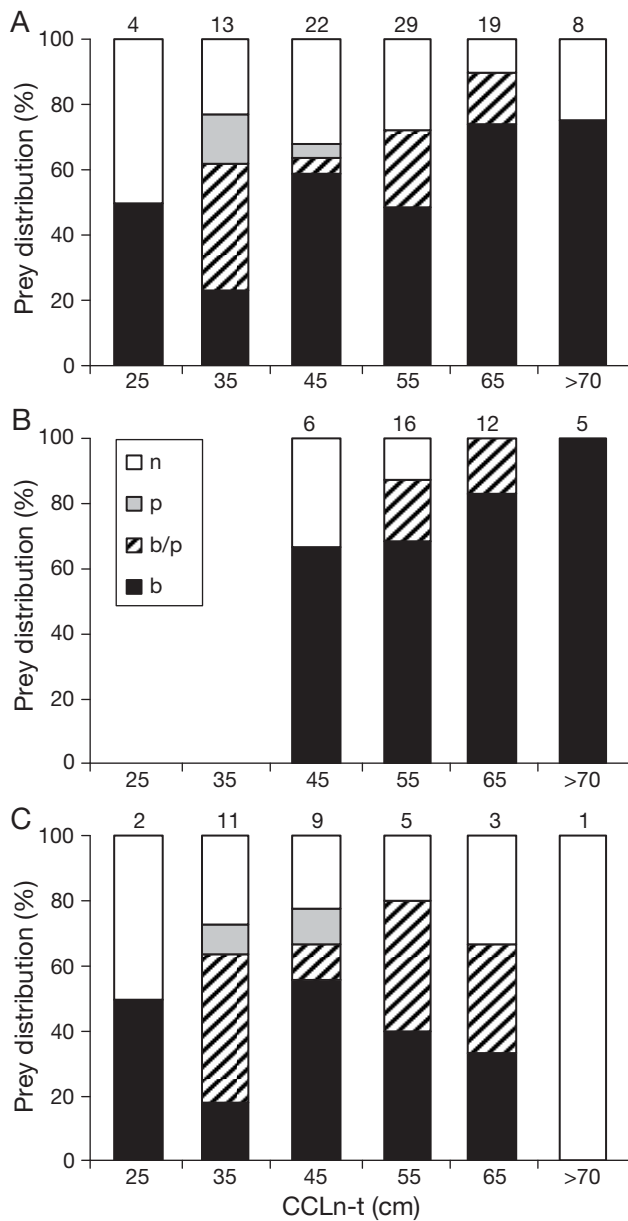 A
4 13 22 29 19 8
100
80
60
40
20
0
Prey distribution (%)
25 35 45 55 65 >70
B
6 16 12 5
100
80
60
40
20
0
Prey distribution (%)
n
p
b/p
b
25 35 45 55 65 >70
C
2 11 9 5 3 1
100
80
60
40
20
0
Prey distribution (%)
25 35 45 55 65 >70
CCLn-t (cm)